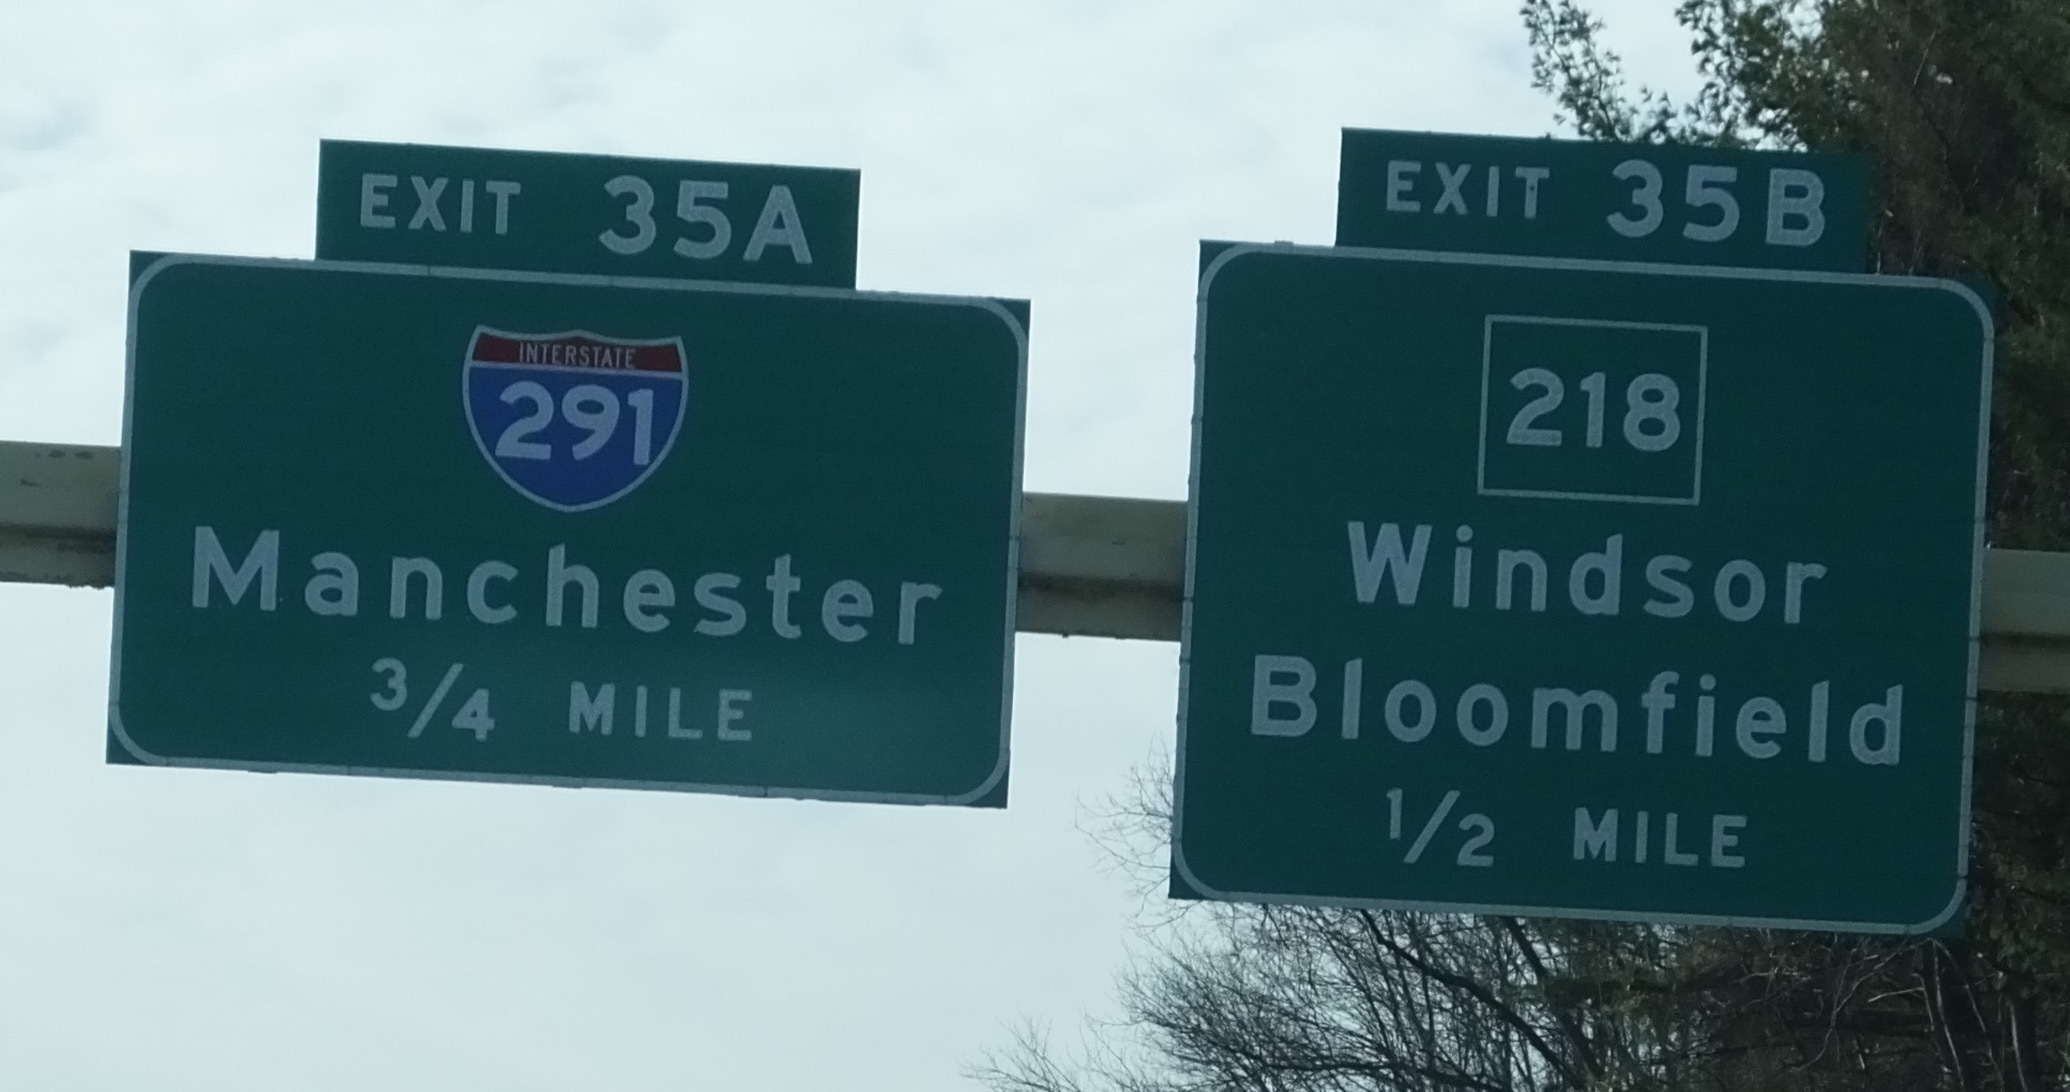 EXIT 35A
INTERSTATE
291
Manchester
3/4 MILE
EXIT 35B
218
Windsor
Bloomfield
1/2 MILE